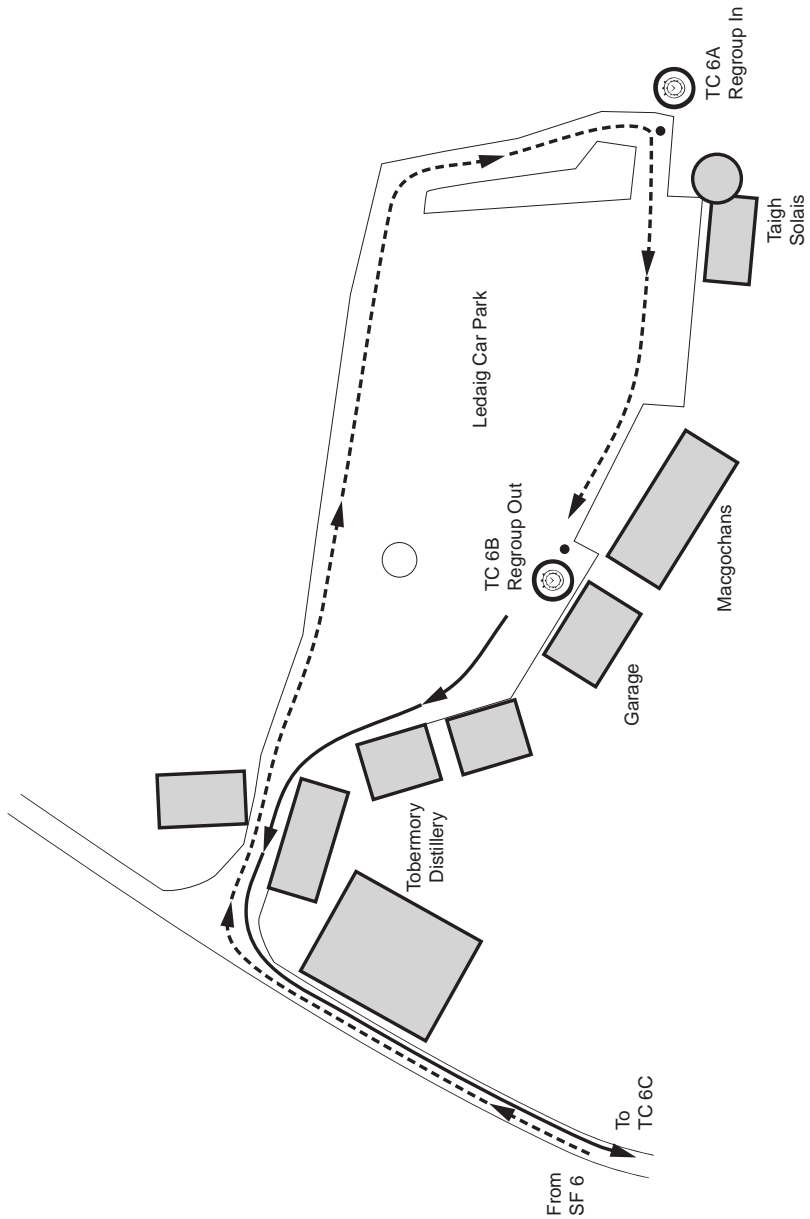 TC 6A
Regroup In
Taigh
Solais
Ledaig Car Park
TC 6B
Regroup Out
Macgochans
Garage
Tobermory
Distillery
To
TC 6C
From
SF 6